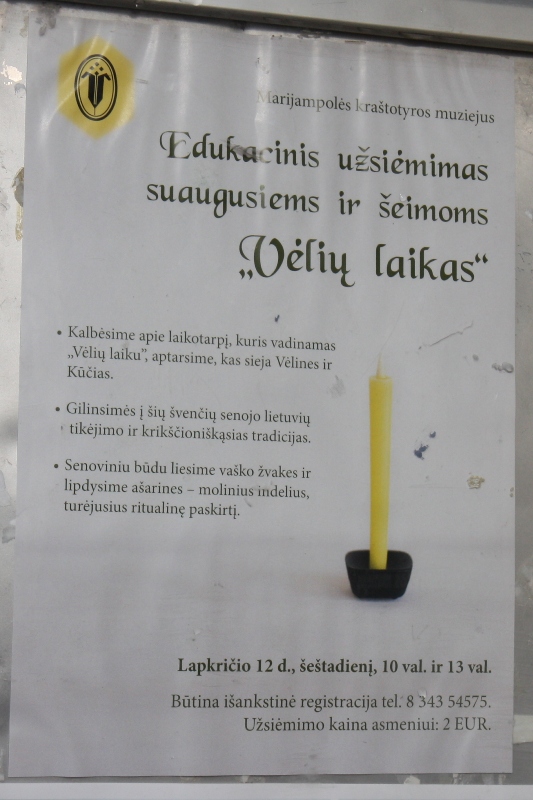 Marijampolės kraštotyros muziejus
Edukacinis užsiėmimas
suaugusiems ir šeimoms
„Vėlių laikas“
• Kalbėsime apie laikotarpį, kuris vadinamas
„Vėlių laiku”, aptarsime, kas sieja Vėlines ir
Kūčias.
• Gilinsimės į šių švenčių senojo lietuvių
tikėjimo ir krikščioniškąsias tradicijas.
• Senoviniu būdu liesime vaško žvakes ir
lipdysime ašarines – molinius indelius,
turėjusius ritualinę paskirtį.
Lapkričio 12 d., šeštadienį, 10 val. ir 13 val.
Būtina išankstinė registracija tel. 8 343 54575.
Užsiėmimo kaina asmeniui: 2 EUR.